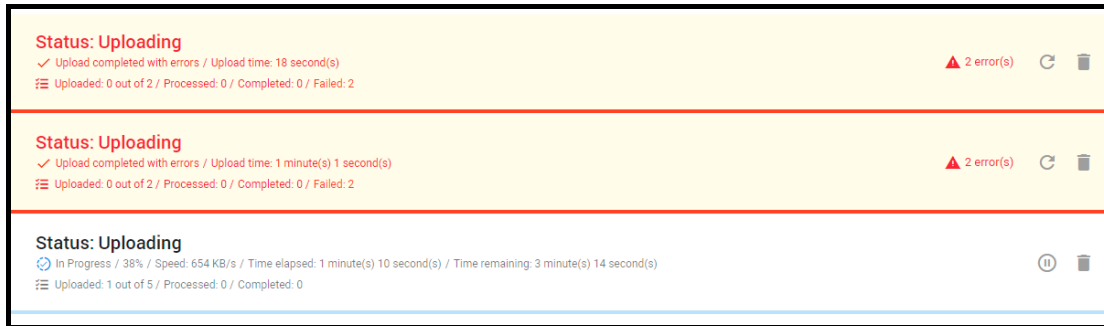 Status: Uploading
Upload completed with errors / Upload time: 18 second(s)
2 error(s)
Uploaded: 0 out of 2 / Processed: 0 / Completed: 0 / Failed: 2
Status: Uploading
Upload completed with errors / Upload time: 1 minute(s) 1 second(s)
2 error(s)
Uploaded: 0 out of 2 / Processed: 0 / Completed: 0 / Failed: 2
Status: Uploading
In Progress / 38% / Speed: 654 KB/s / Time elapsed: 1 minute(s) 10 second(s) / Time remaining: 3 minute(s) 14 second(s)
Uploaded: 1 out of 5 / Processed: 0 / Completed: 0